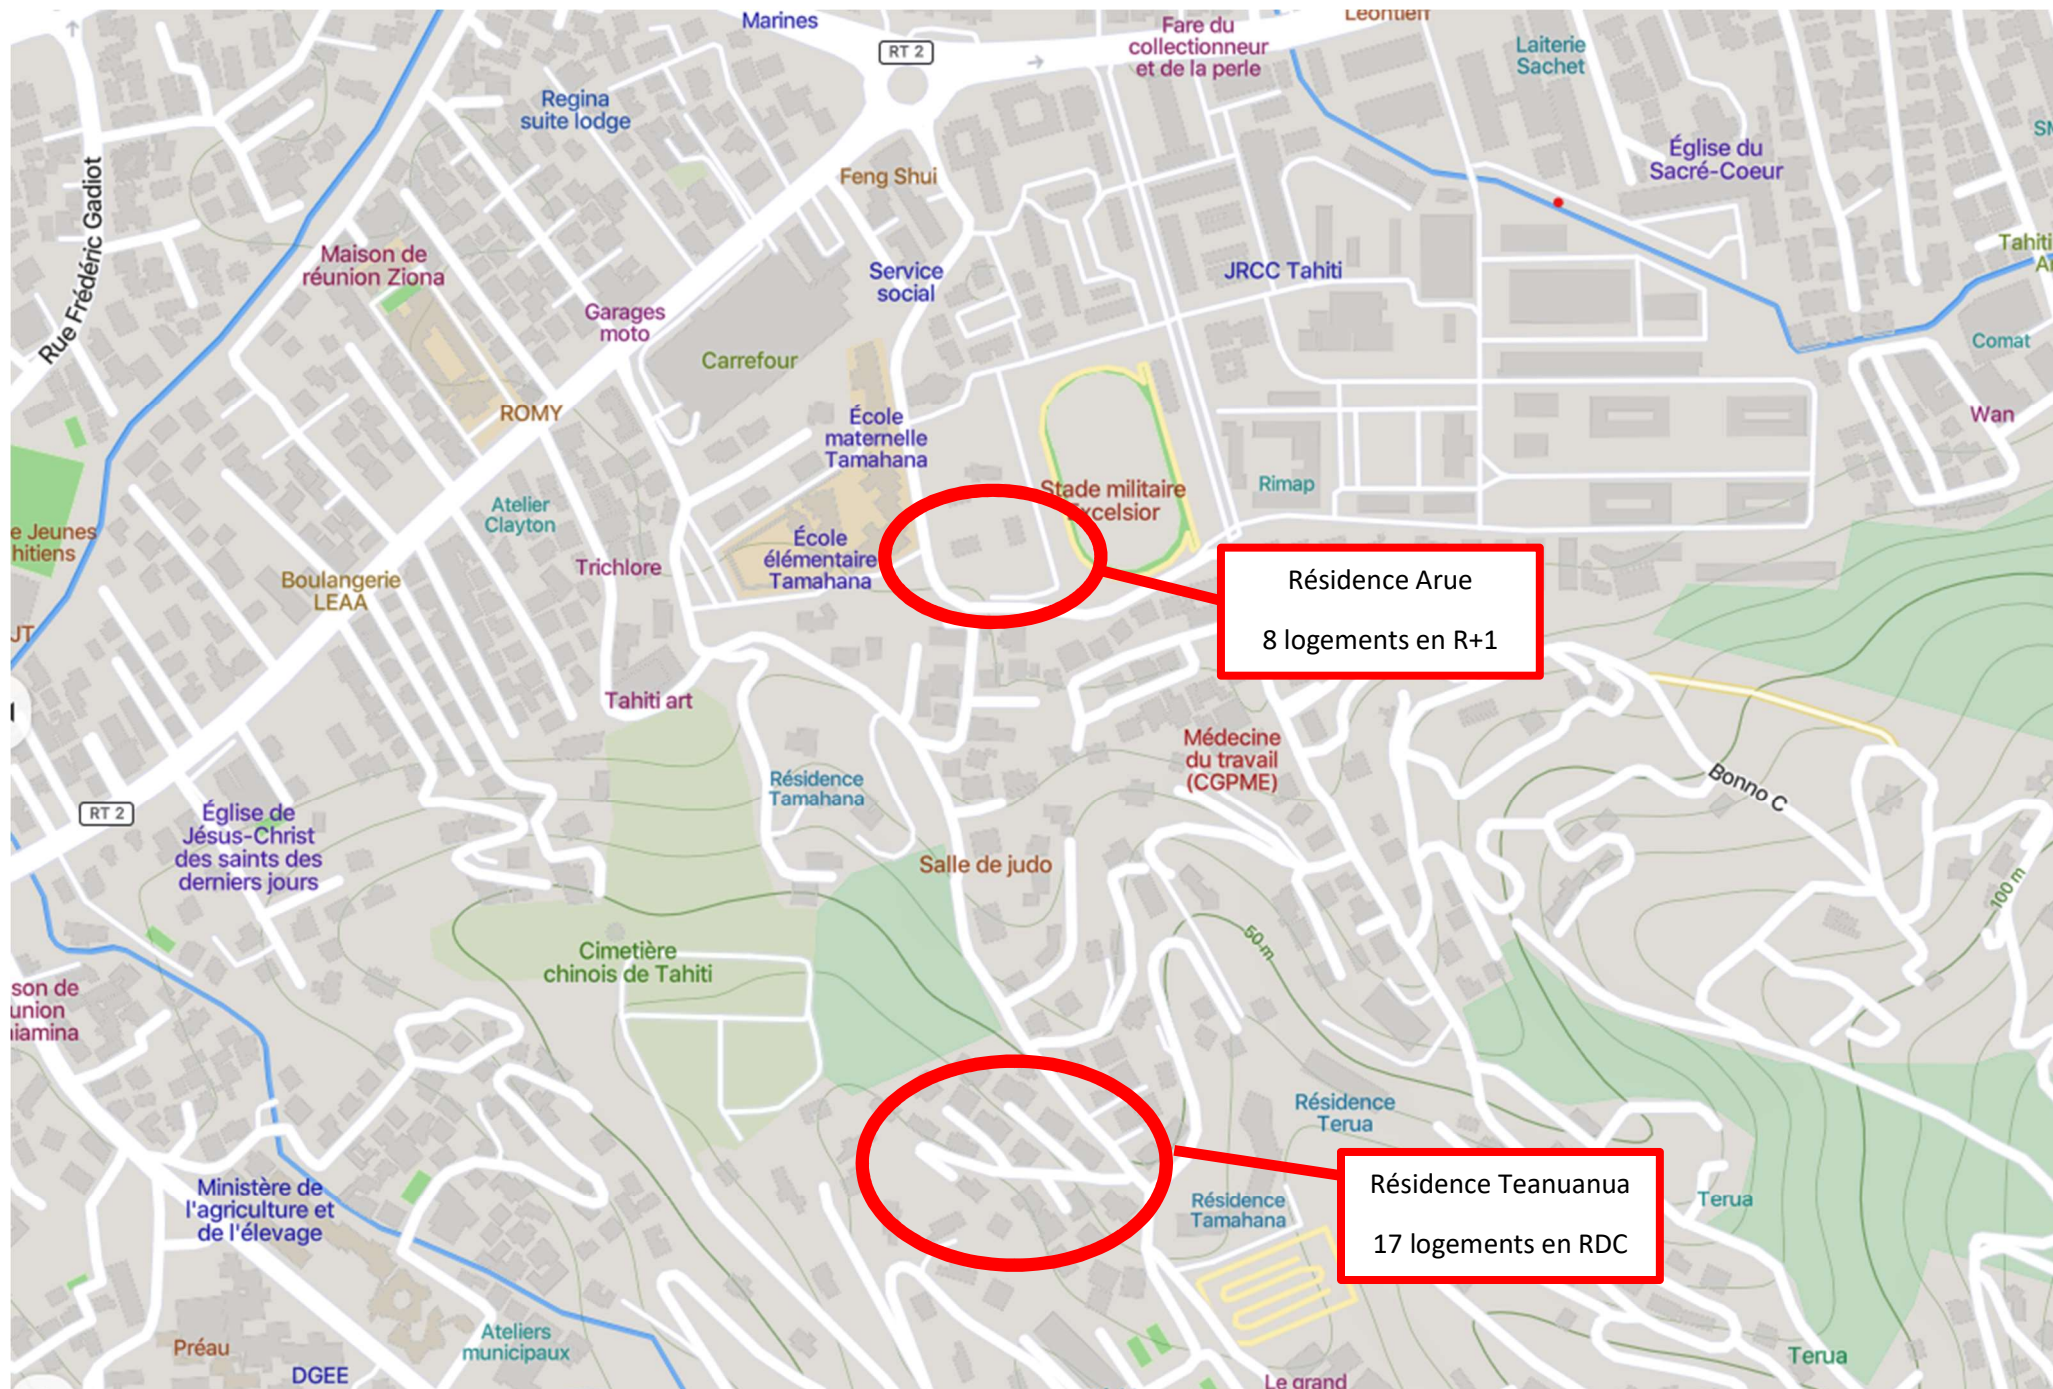 Marines
RT 2
Fare du
collectionneur
et de la perle
Léontieff
Laiterie
Sachet
Regina
suite lodge
Feng Shui
Église du
Sacré-Coeur
Rue Frédéric Gadiot
Maison de
réunion Ziona
Service
social
JRCC Tahiti
Tahiti
Garages
moto
Carrefour
Comat
ROMY
École
maternelle
Tamahana
Wan
Atelier
Clayton
Stade militaire
Excelsior
Rimap
e Jeunes
hitiens
École
élémentaire
Tamahana
Trichlore
Boulangerie
LEAA
Résidence Arue
8 logements en R+1
JT
Tahiti art
Médecine
du travail
(CGPME)
Résidence
Tamahana
Bonno C
RT 2
Église de
Jésus-Christ
des saints des
derniers jours
Salle de judo
100 m
50 m
Cimetière
chinois de Tahiti
son de
union
iamina
Résidence
Terua
Résidence Teanuanua
17 logements en RDC
Ministère de
l'agriculture et
de l'élevage
Résidence
Tamahana
Terua
Préau
Ateliers
municipaux
DGEE
Terua
Le grand